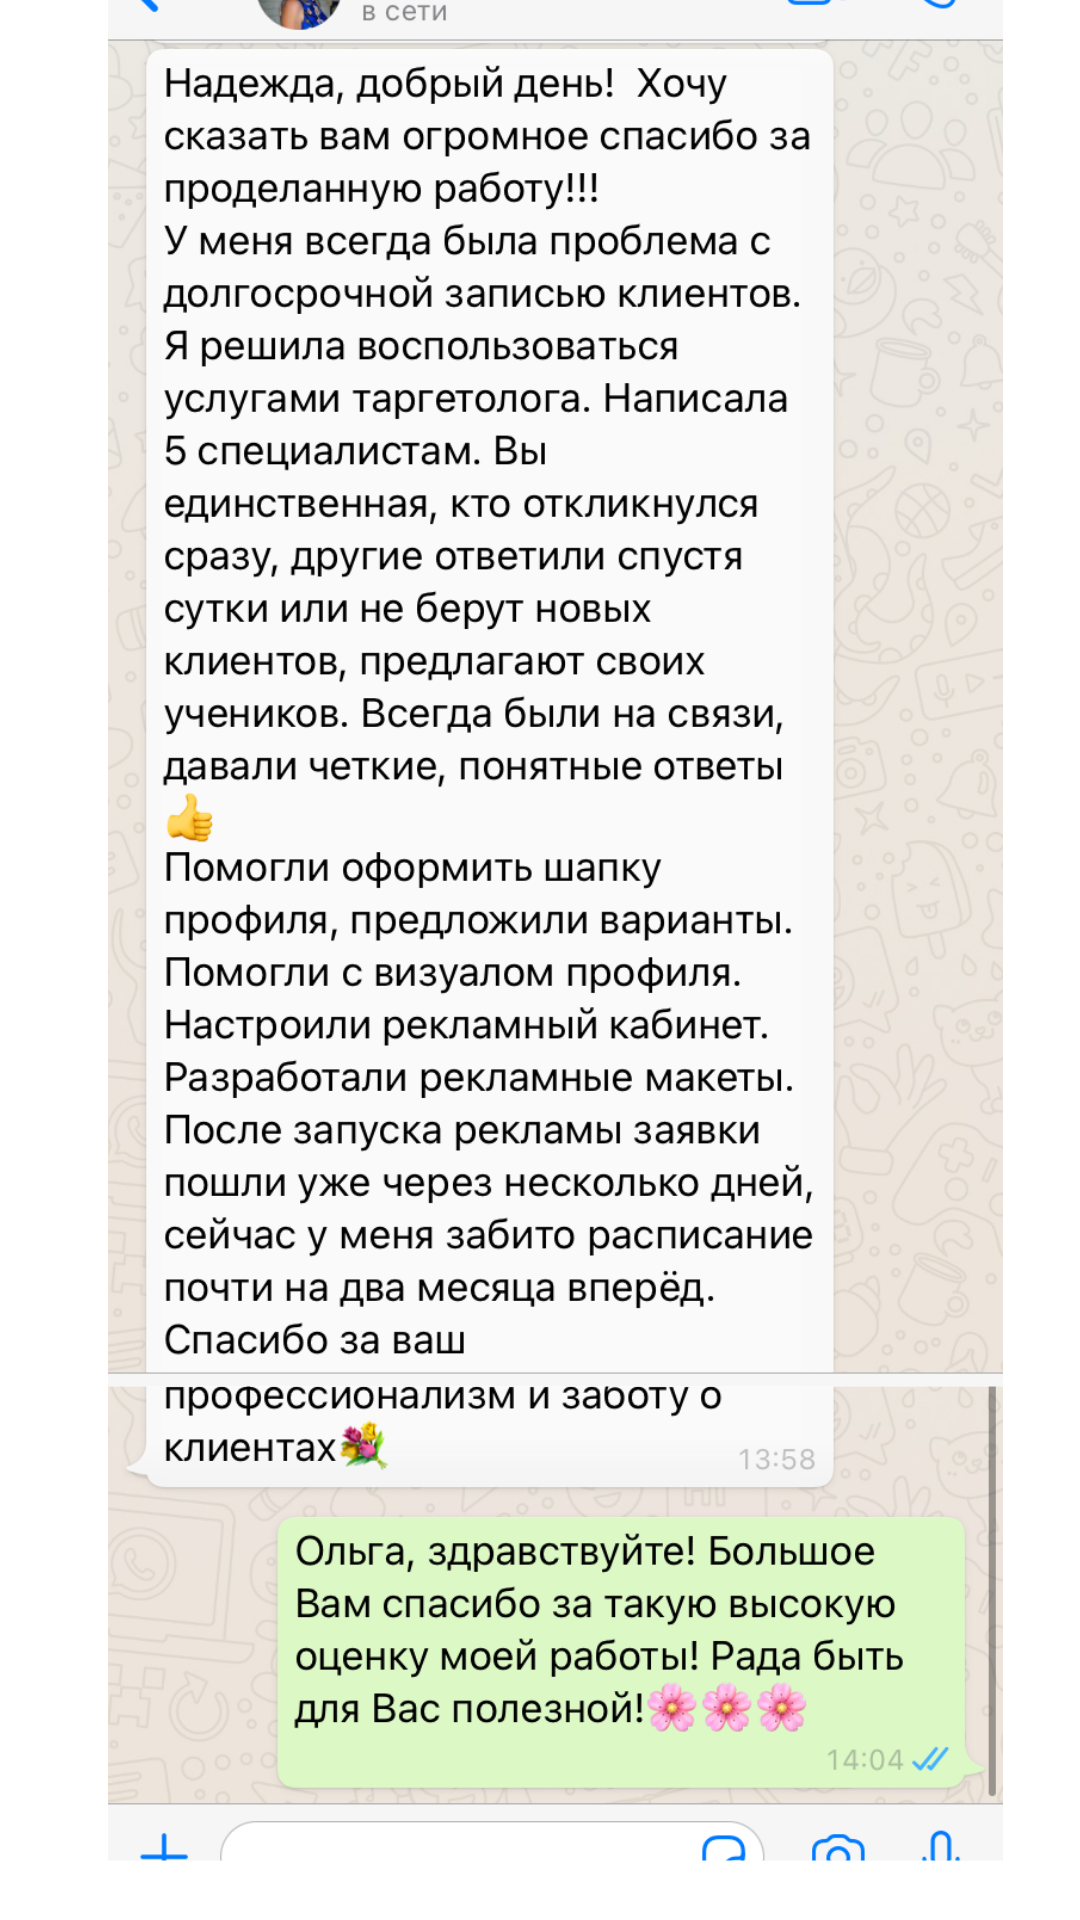 в сети
Надежда, добрый день!  Хочу
сказать вам огромное спасибо за
проделанную работу!!!
У меня всегда была проблема с
долгосрочной записью клиентов.
Я решила воспользоваться
услугами таргетолога. Написала
5 специалистам. Вы
единственная, кто откликнулся
сразу, другие ответили спустя
сутки или не берут новых
клиентов, предлагают своих
учеников. Всегда были на связи,
давали четкие, понятные ответы
👍
Помогли оформить шапку
профиля, предложили варианты.
Помогли с визуалом профиля.
Настроили рекламный кабинет.
Разработали рекламные макеты.
После запуска рекламы заявки
пошли уже через несколько дней,
сейчас у меня забито расписание
почти на два месяца вперёд.
Спасибо за ваш
профессионализм и заботу о
клиентах💐
13:58
Ольга, здравствуйте! Большое
Вам спасибо за такую высокую
оценку моей работы! Рада быть
для Вас полезной!🌸🌸🌸
14:04